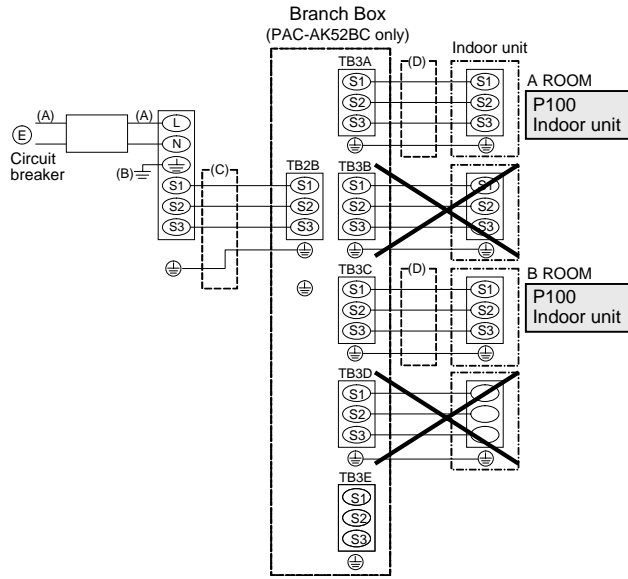 Branch Box
(PAC-AK52BC only)
Indoor unit
TB3A
(D)
S1
S1
A ROOM
S2
S2
P100
Indoor unit
S3
S3
(A)
(A)
L
E
N
Circuit
breaker
(B)
(C)
TB2B
TB3B
S1
S1
S1
S1
S2
S2
S2
S2
S3
S3
S3
S3
TB3C
(D)
B ROOM
S1
S1
P100
Indoor unit
S2
S2
S3
S3
TB3D
S1
S2
S3
TB3E
S1
S2
S3